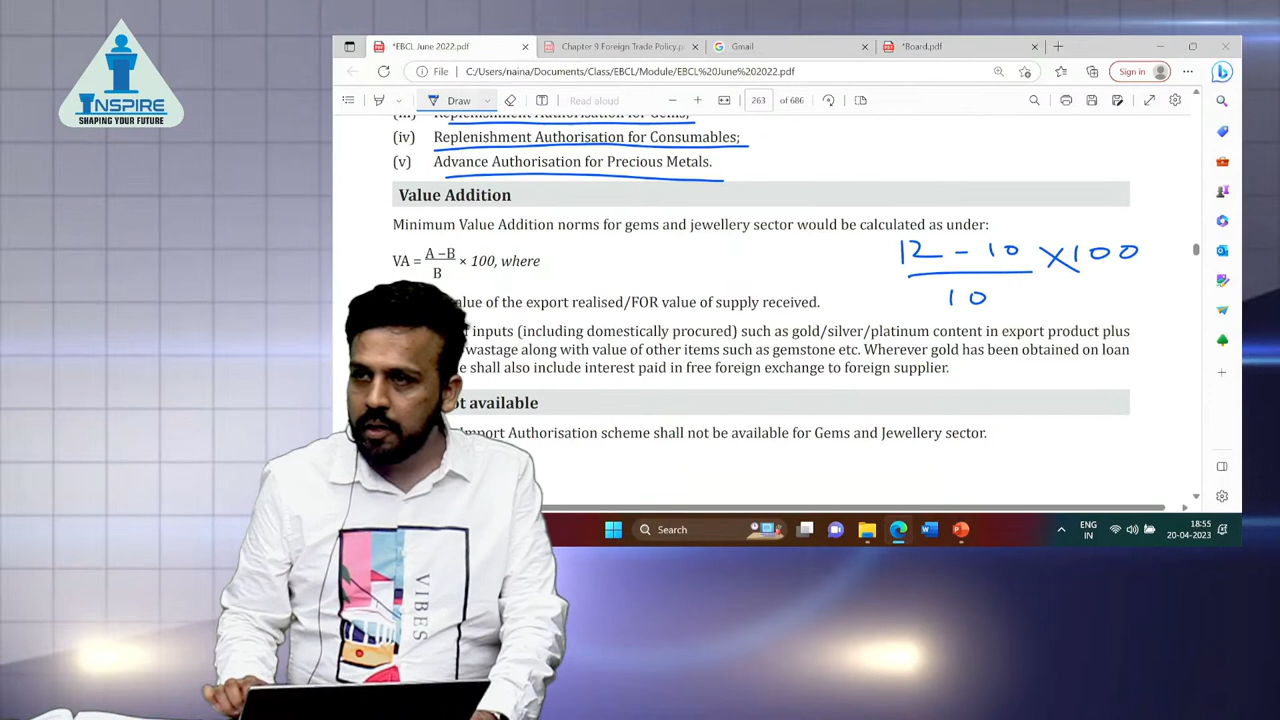 INSPIRE
SHAPING YOUR FUTURE
*EBCL June 2022.pdf
Chapter 9 Foreign Trade Policy.p
Gmail
*Board.pdf
File
C:/Users/naina/Documents/Class/EBCL/Module/EBCL%20June%202022.pdf
Sign in
Draw
Read aloud
263 of 686
(iii) Replenishment Authorisation for Gems;
(iv) Replenishment Authorisation for Consumables;
(v) Advance Authorisation for Precious Metals.
Value Addition
Minimum Value Addition norms for gems and jewellery sector would be calculated as under:
12 - 10 × 100
VA = A – B × 100, where
B
10
alue of the export realised/FOR value of supply received.
inputs (including domestically procured) such as gold/silver/platinum content in export product plus
wastage along with value of other items such as gemstone etc. Wherever gold has been obtained on loan
shall also include interest paid in free foreign exchange to foreign supplier.
ot available
Import Authorisation scheme shall not be available for Gems and Jewellery sector.
VIBES
Search
ENG
IN
18:55
20-04-2023